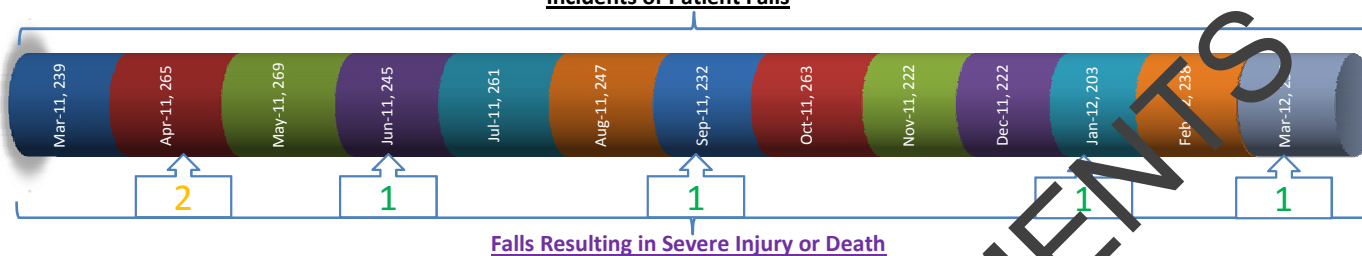 Incidents of Patient Falls
Mar-11, 239
Apr-11, 265
May-11, 269
Jun-11, 245
Jul-11, 261
Aug-11, 247
Sep-11, 232
Oct-11, 263
Nov-11, 222
Dec-11, 222
Jan-12, 203
238
Mar-12,
2
1
1
1
1
Falls Resulting in Severe Injury or Death
ENTS